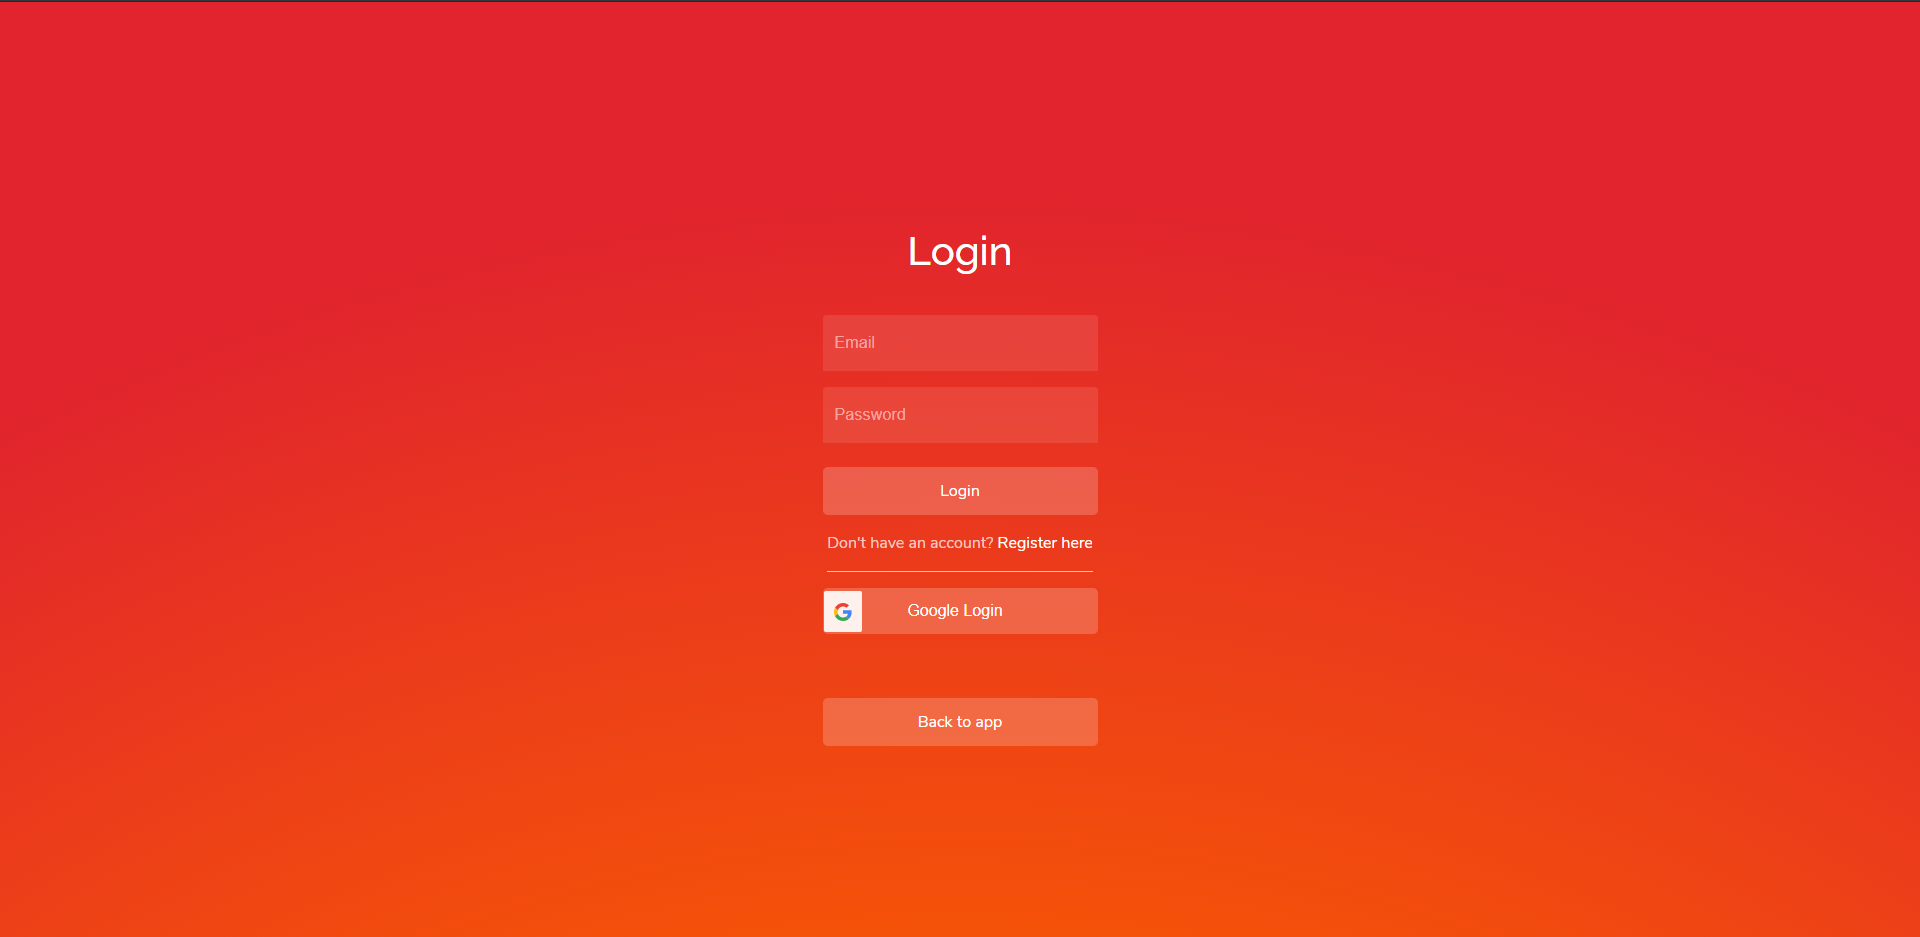 Login
Email
Password
Login
Don't have an account? Register here
Google Login
Back to app